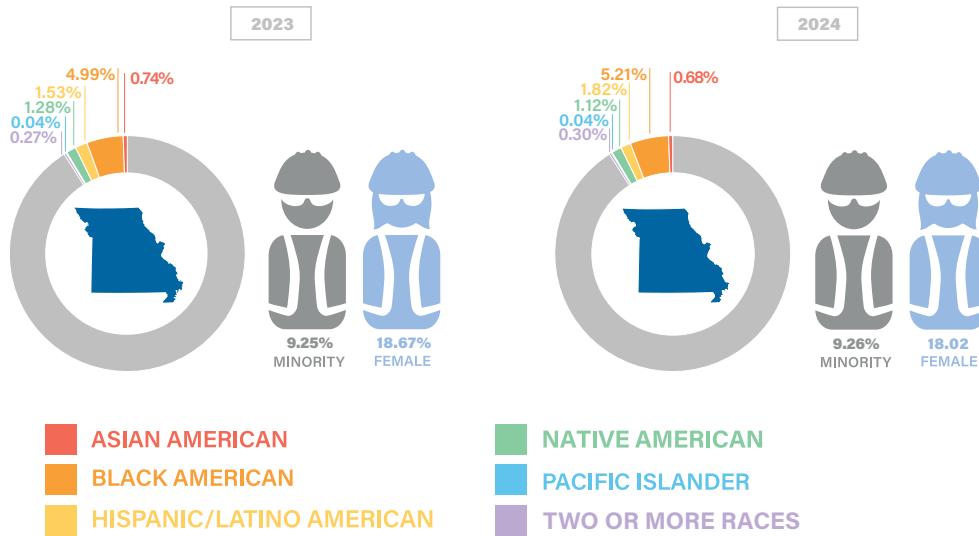 2023
4.99%
0.74%
1.53%
1.28%
0.04%
0.27%
9.25%
MINORITY
18.67%
FEMALE
2024
5.21%
0.68%
1.82%
1.12%
0.04%
0.30%
9.26%
MINORITY
18.02
FEMALE
ASIAN AMERICAN
BLACK AMERICAN
HISPANIC/LATINO AMERICAN
NATIVE AMERICAN
PACIFIC ISLANDER
TWO OR MORE RACES